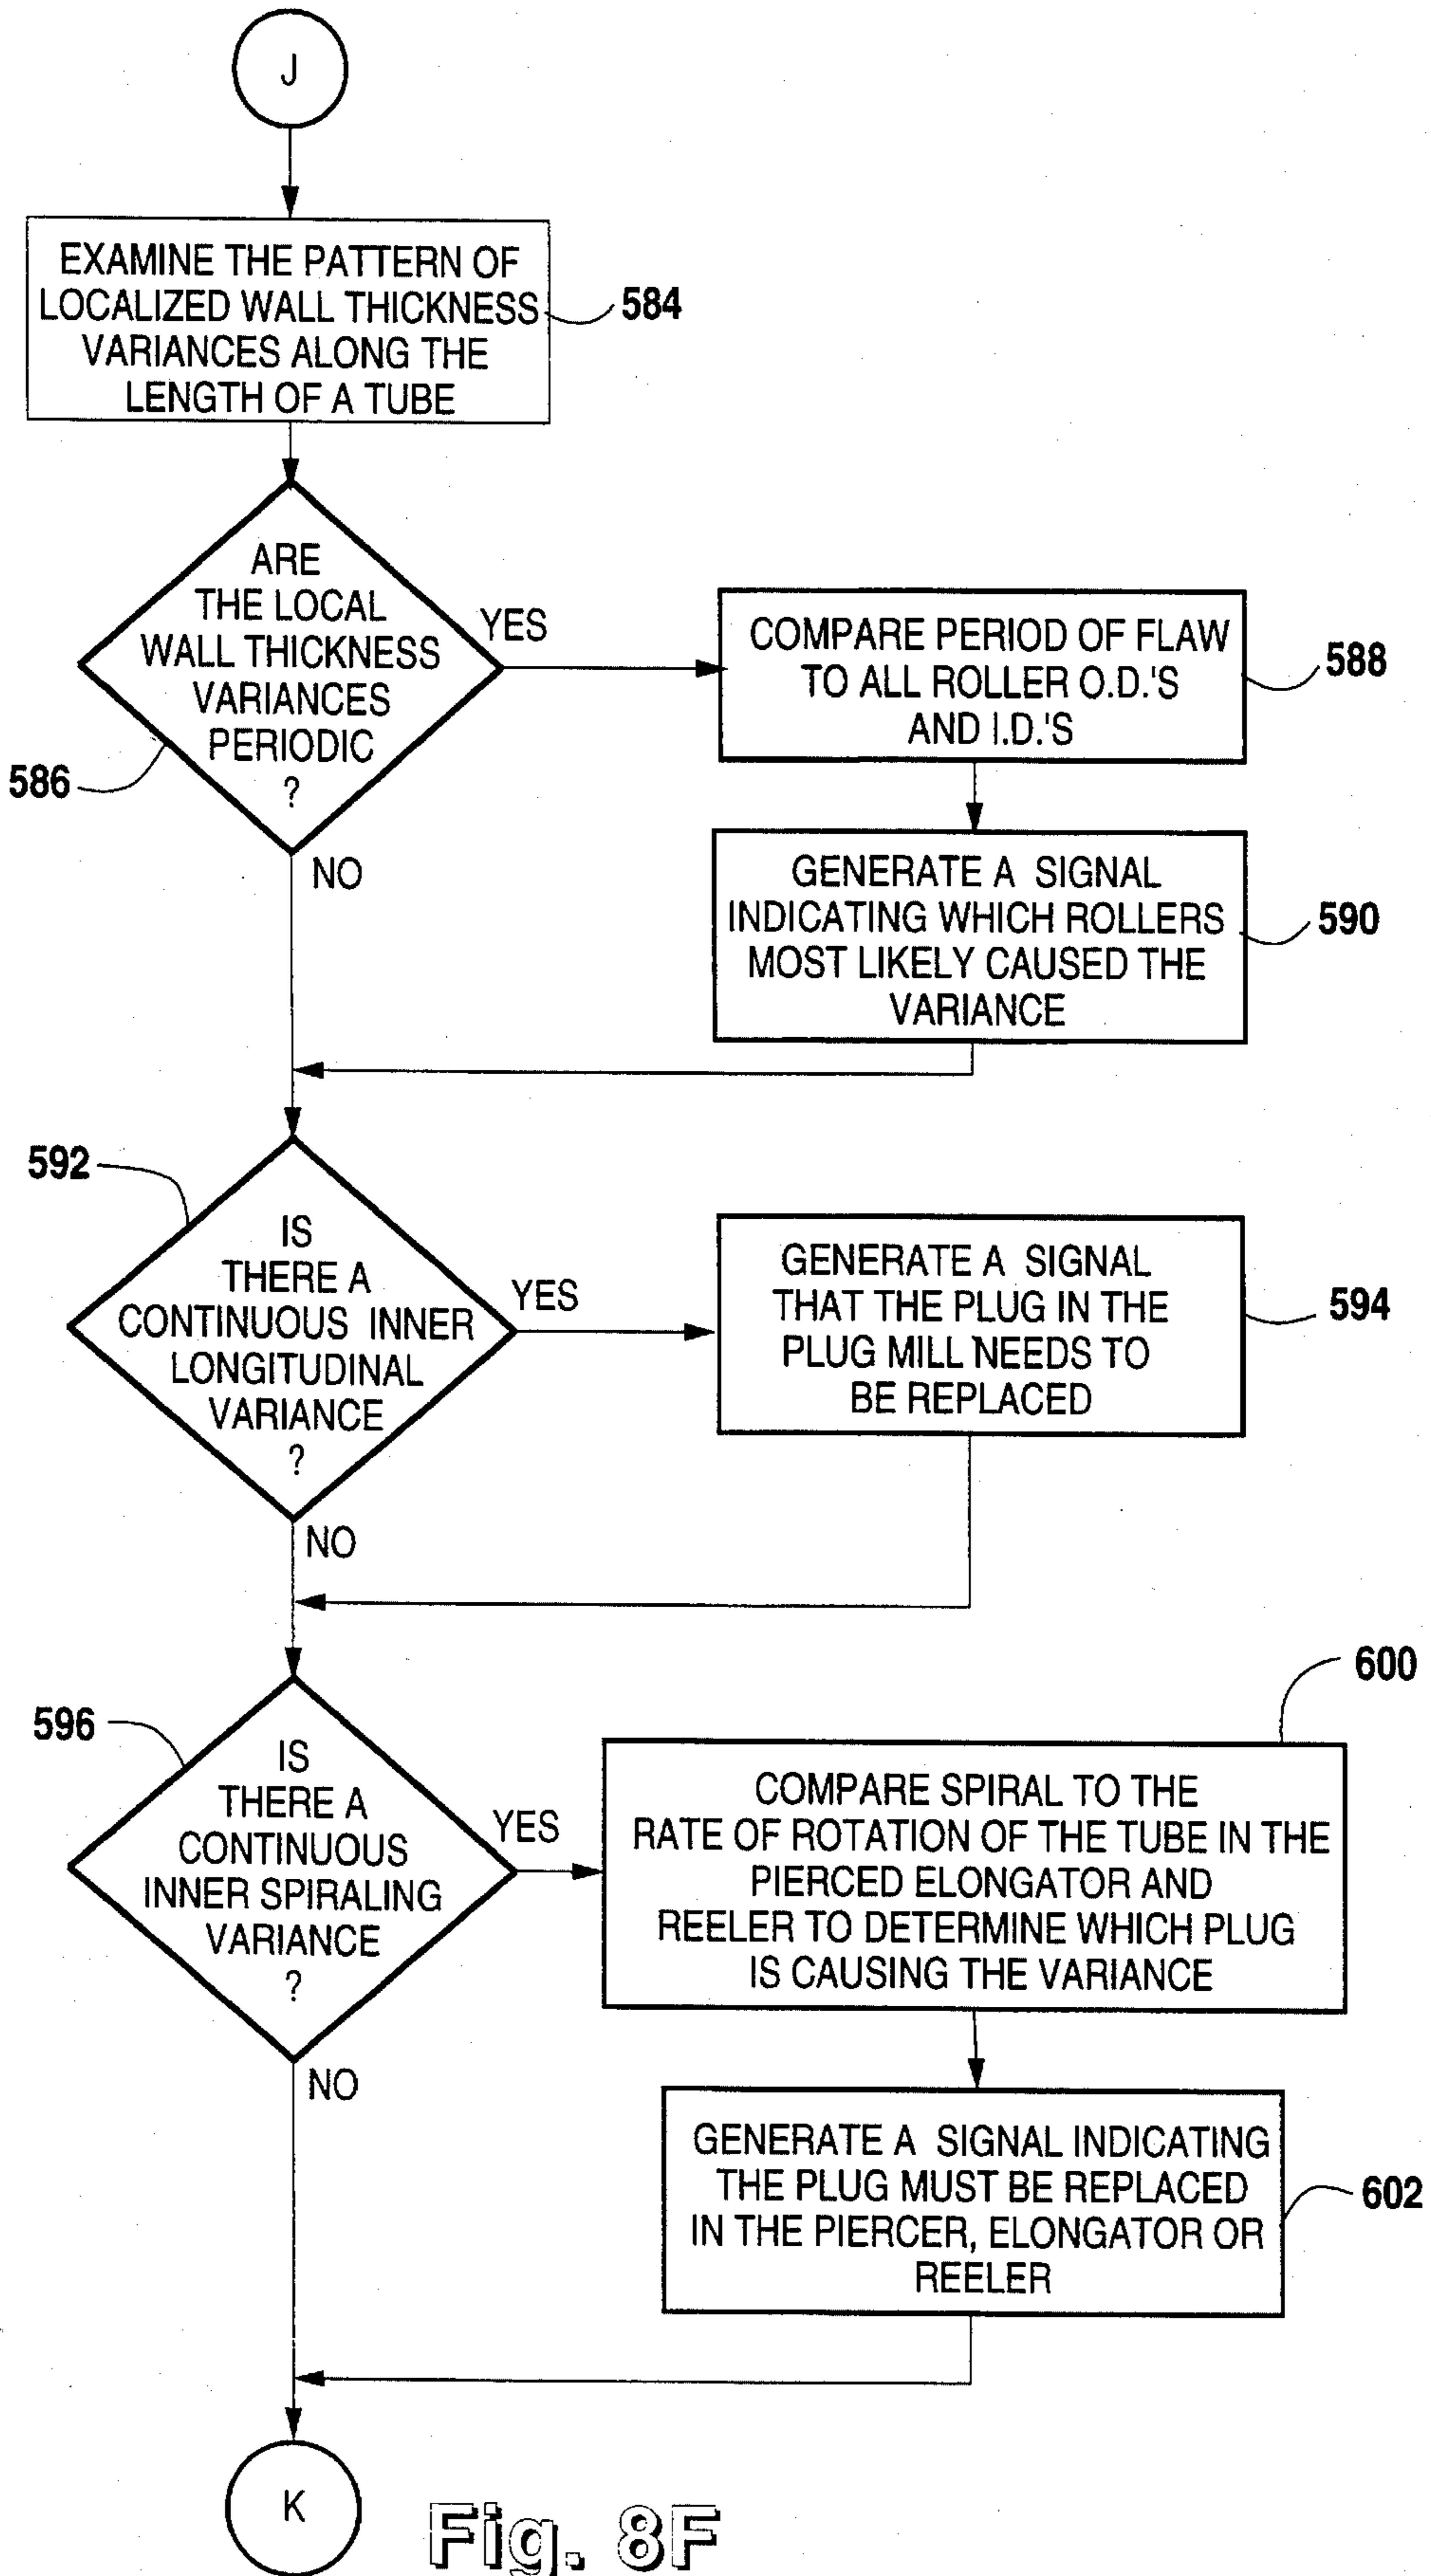 J
EXAMINE THE PATTERN OF
LOCALIZED WALL THICKNESS
VARIANCES ALONG THE
LENGTH OF A TUBE
584
ARE
THE LOCAL
WALL THICKNESS
VARIANCES
PERIODIC
?
586
YES
NO
COMPARE PERIOD OF FLAW
TO ALL ROLLER O.D.'S
AND I.D.'S
588
GENERATE A SIGNAL
INDICATING WHICH ROLLERS
MOST LIKELY CAUSED THE
VARIANCE
590
592
IS
THERE A
CONTINUOUS INNER
LONGITUDINAL
VARIANCE
?
YES
NO
GENERATE A SIGNAL
THAT THE PLUG IN THE
PLUG MILL NEEDS TO
BE REPLACED
594
596
IS
THERE A
CONTINUOUS
INNER SPIRALING
VARIANCE
?
YES
NO
600
COMPARE SPIRAL TO THE
RATE OF ROTATION OF THE TUBE IN THE
PIERCED ELONGATOR AND
REELER TO DETERMINE WHICH PLUG
IS CAUSING THE VARIANCE
GENERATE A SIGNAL INDICATING
THE PLUG MUST BE REPLACED
IN THE PIERCER, ELONGATOR OR
REELER
602
K
Fig. 8F